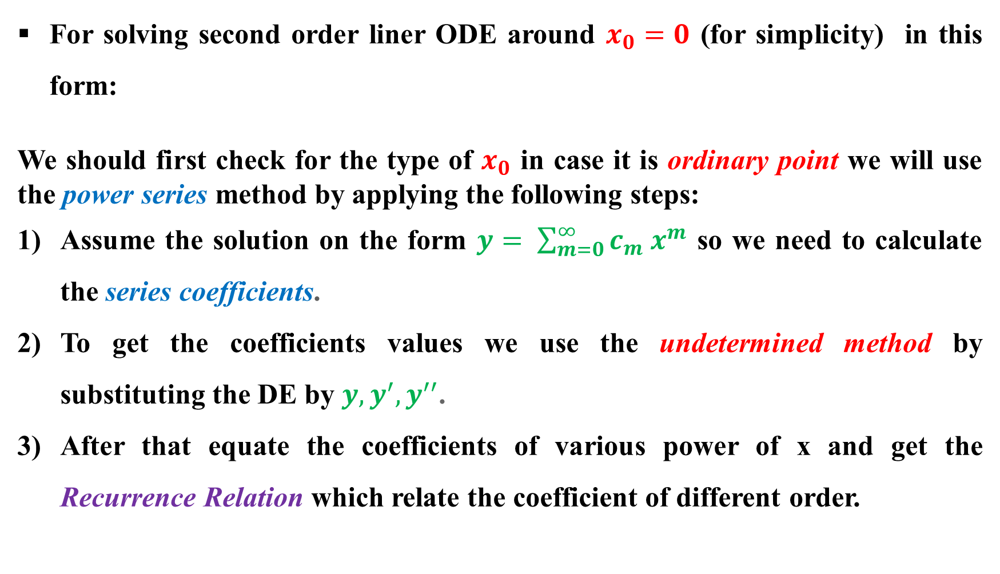 ▪ For solving second order liner ODE around x₀ = 0 (for simplicity) in this
form:
We should first check for the type of x₀ in case it is ordinary point we will use
the power series method by applying the following steps:
1) Assume the solution on the form y = ∑_{m=0}^{∞} c_m x^m so we need to calculate
the series coefficients.
2) To get the coefficients values we use the undetermined method by
substituting the DE by y, y′, y′′.
3) After that equate the coefficients of various power of x and get the
Recurrence Relation which relate the coefficient of different order.